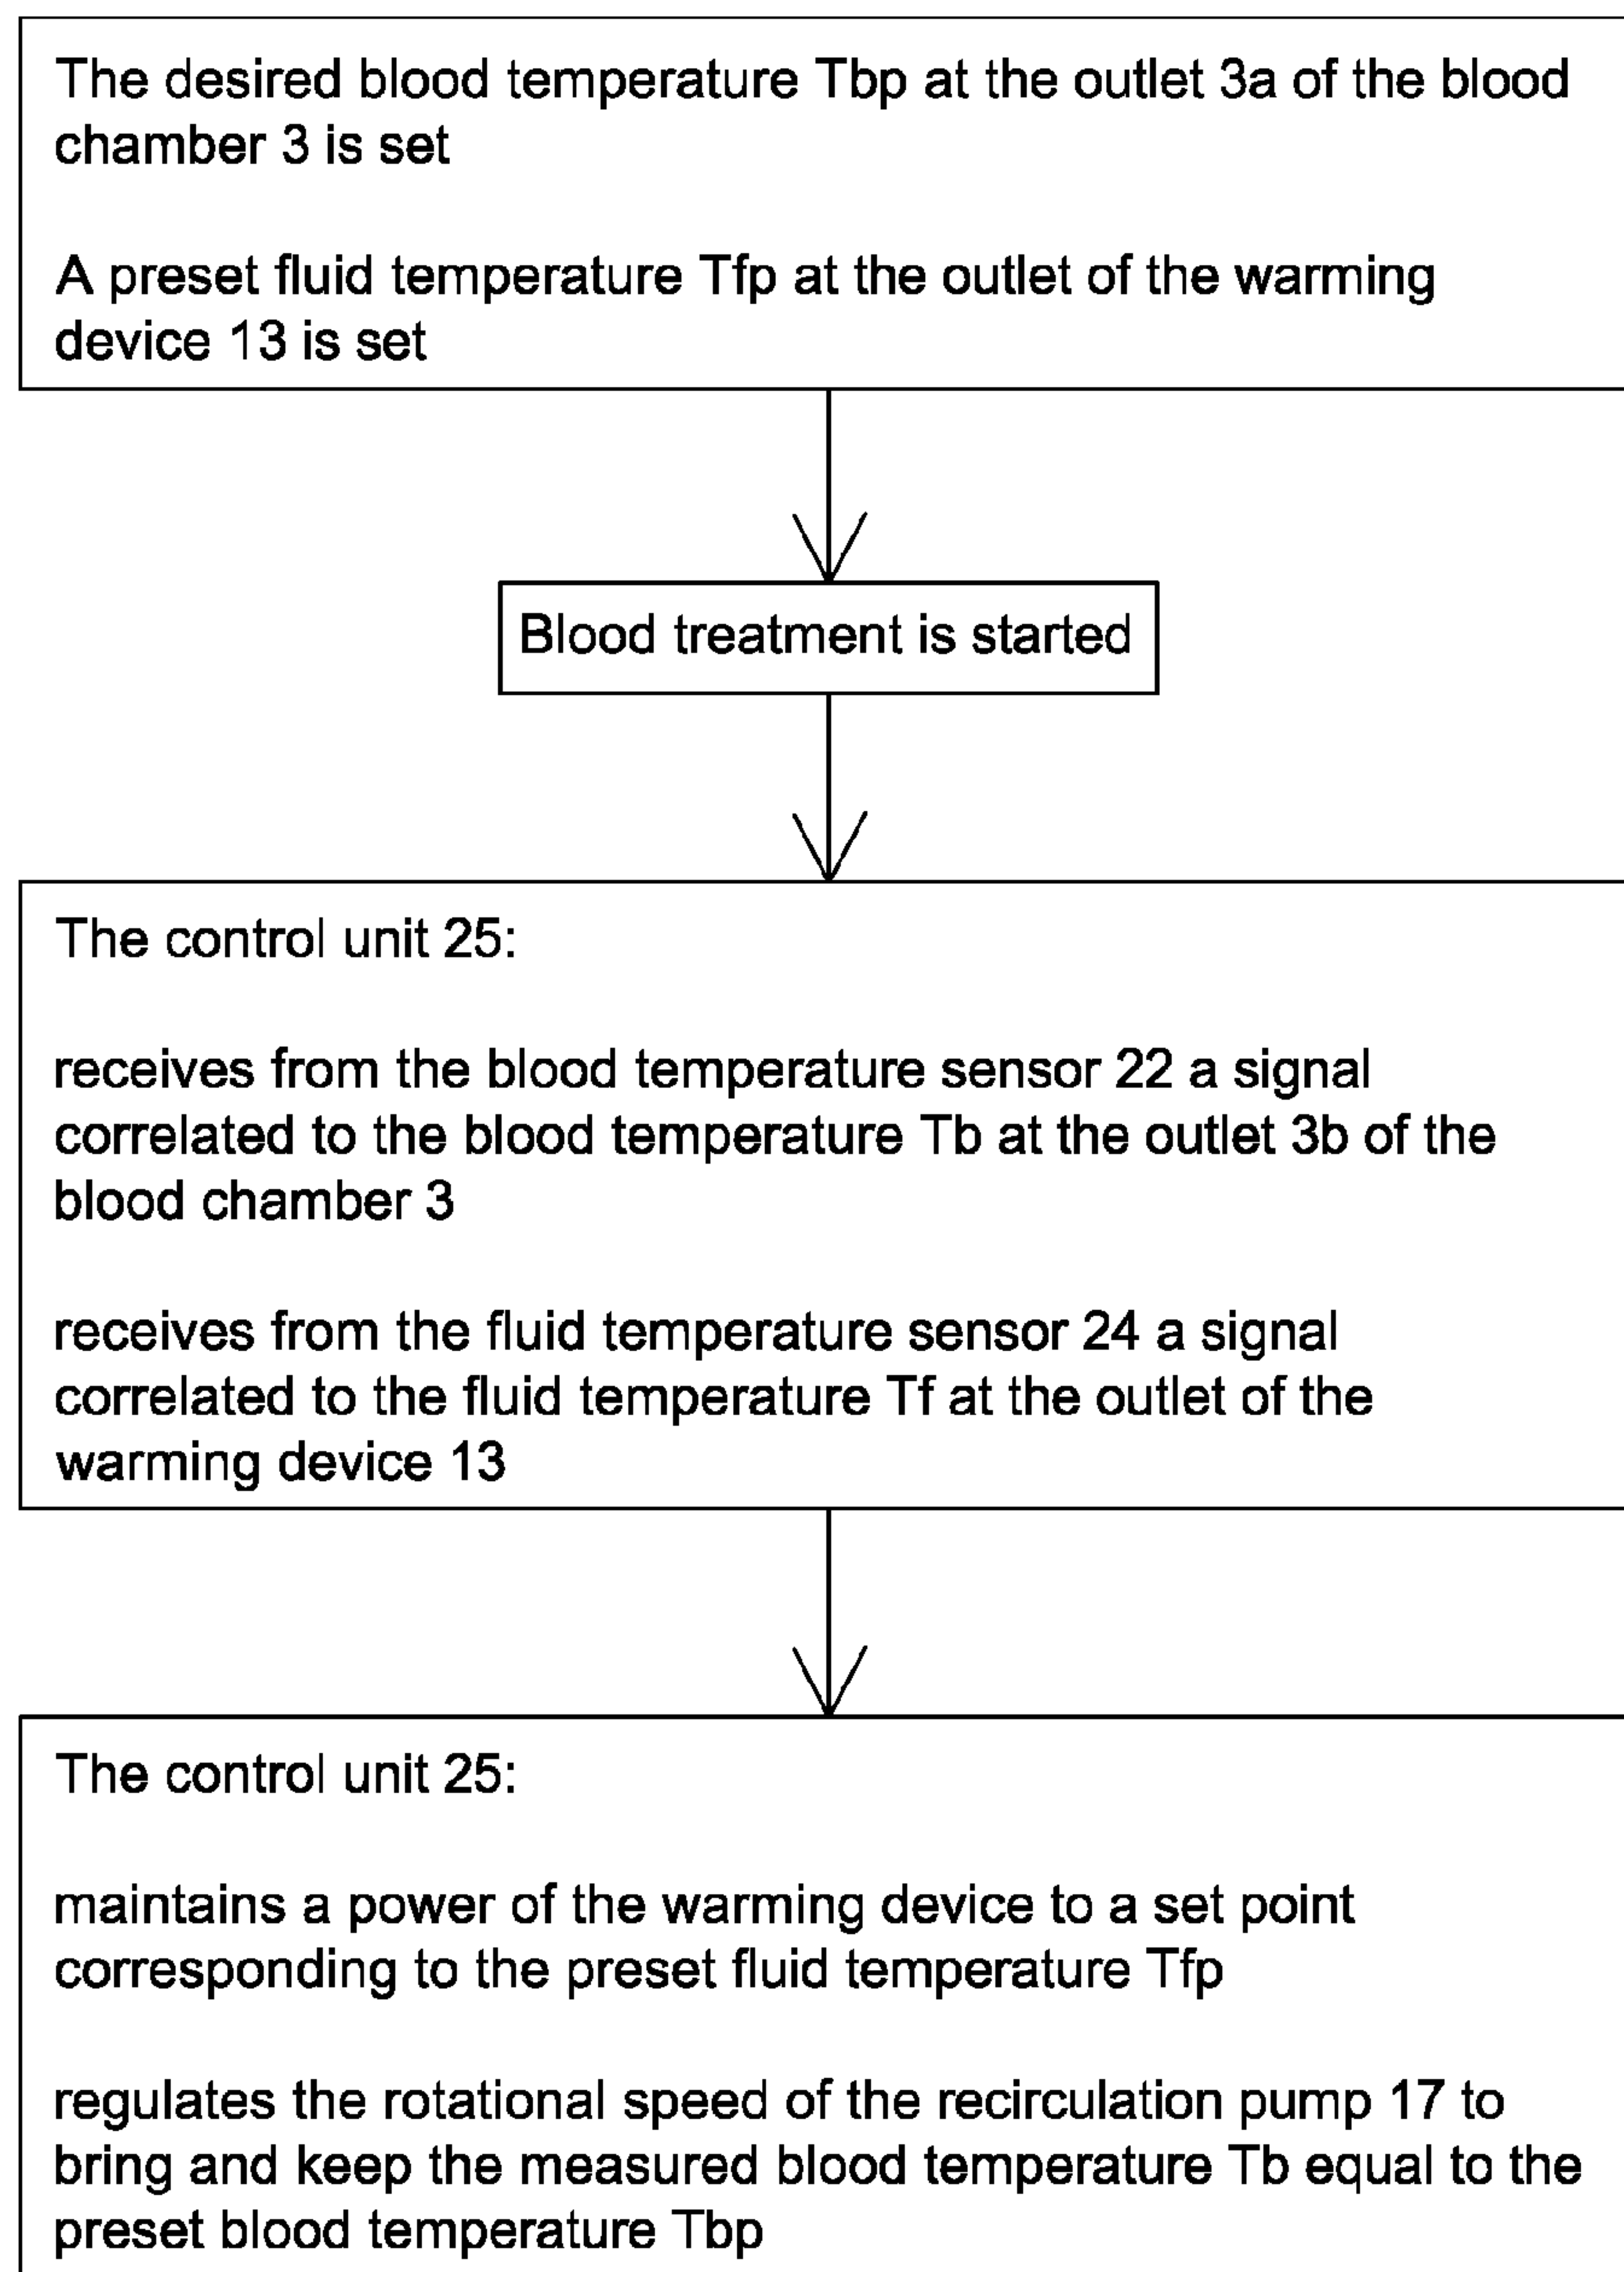 The desired blood temperature Tbp at the outlet 3a of the blood
chamber 3 is set
A preset fluid temperature Tfp at the outlet of the warming
device 13 is set
Blood treatment is started
The control unit 25:
receives from the blood temperature sensor 22 a signal
correlated to the blood temperature Tb at the outlet 3b of the
blood chamber 3
receives from the fluid temperature sensor 24 a signal
correlated to the fluid temperature Tf at the outlet of the
warming device 13
The control unit 25:
maintains a power of the warming device to a set point
corresponding to the preset fluid temperature Tfp
regulates the rotational speed of the recirculation pump 17 to
bring and keep the measured blood temperature Tb equal to the
preset blood temperature Tbp